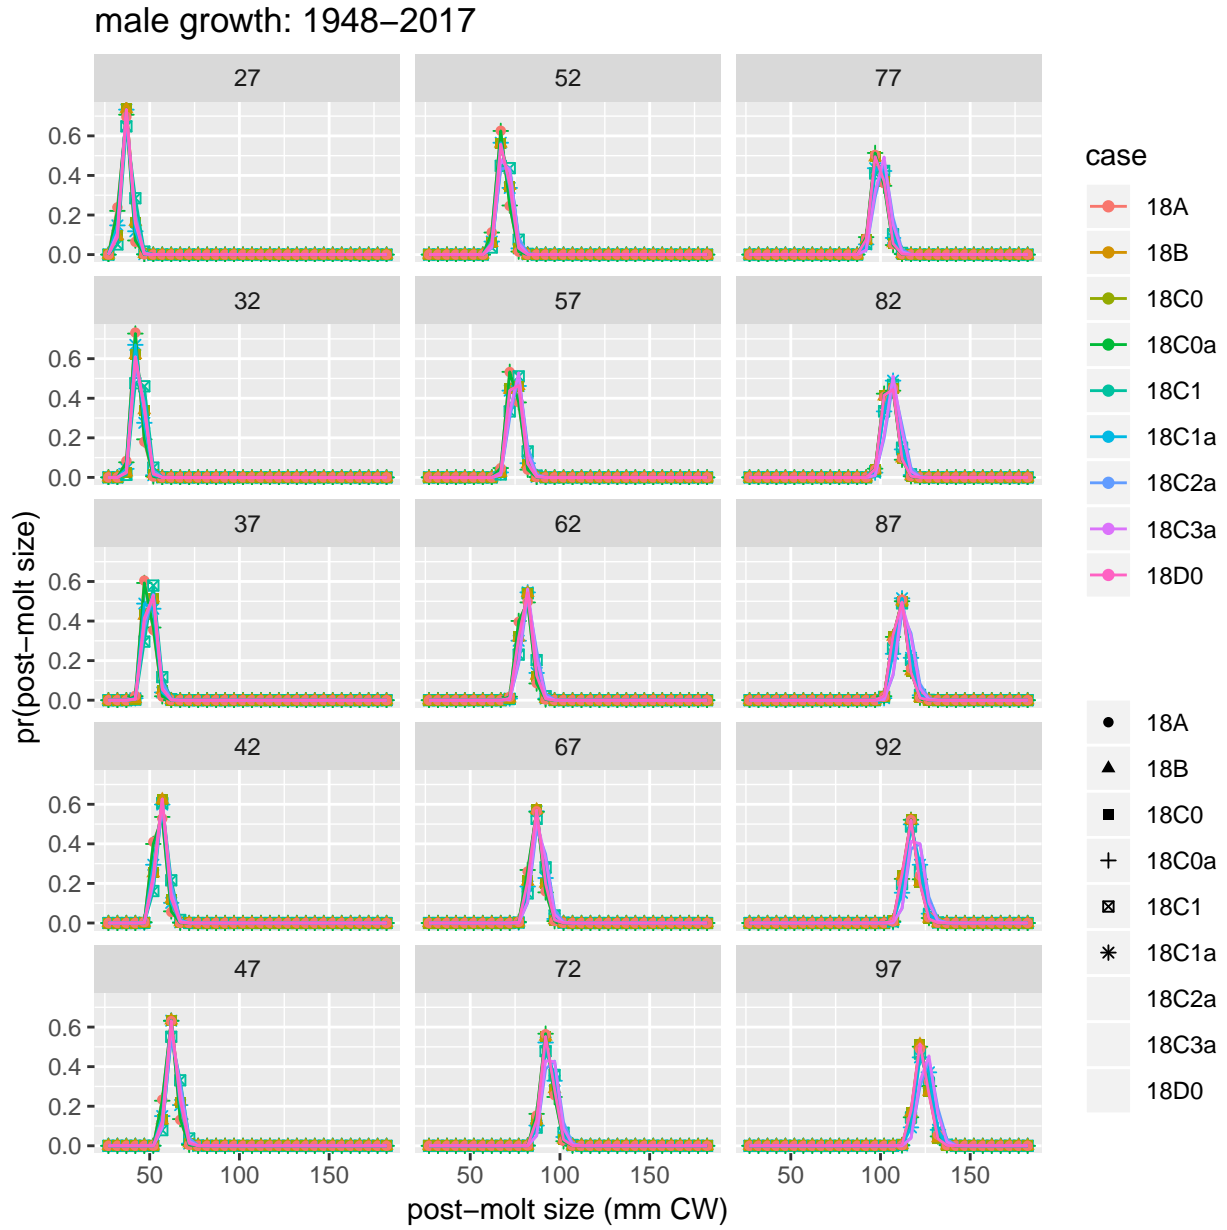 male growth: 1948−2017
27
52
77
0.6
0.4
0.2
0.0
32
57
82
0.6
0.4
0.2
0.0
37
62
87
0.6
0.4
0.2
0.0
42
67
92
0.6
0.4
0.2
0.0
47
72
97
0.6
0.4
0.2
0.0
50
100
150
50
100
150
50
100
150
post−molt size (mm CW)
pr(post−molt size)
case
18A
18B
18C0
18C0a
18C1
18C1a
18C2a
18C3a
18D0
18A
18B
18C0
18C0a
18C1
18C1a
18C2a
18C3a
18D0